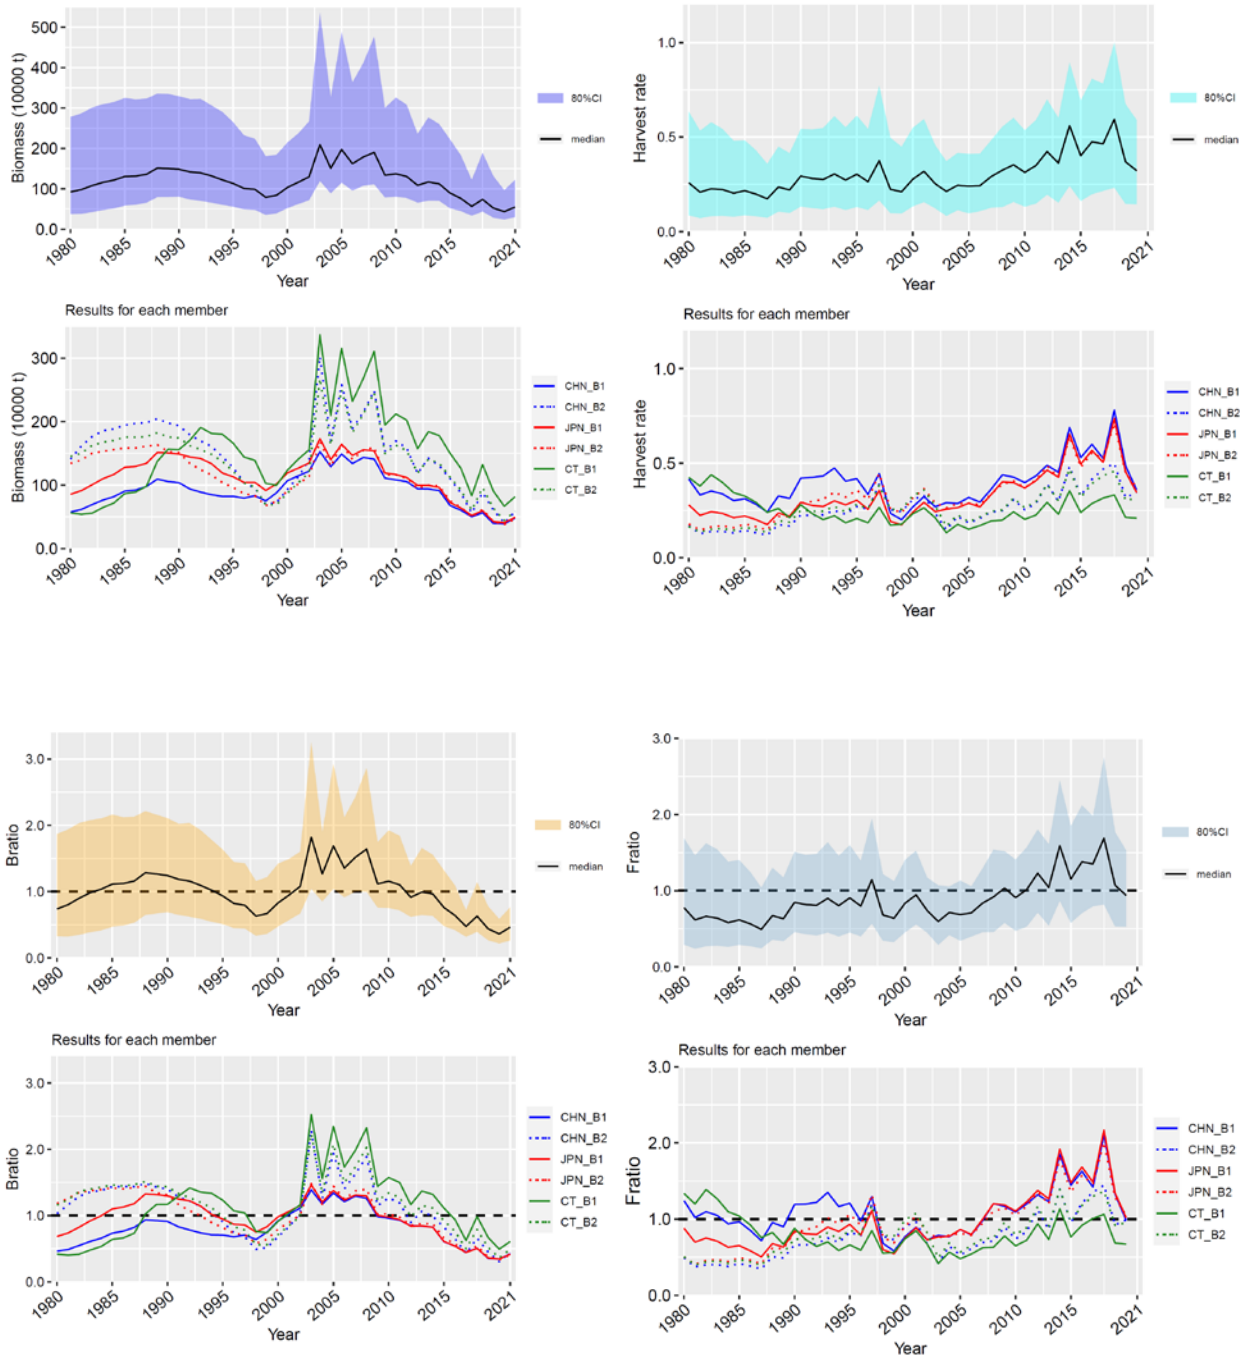 500
400
300
200
100
0.0
Biomass (10000 t)
1980
1985
1990
1995
2000
2005
2010
2015
2021
Year
80%CI
median
1.0
0.5
0.0
Harvest rate
1980
1985
1990
1995
2000
2005
2010
2015
2021
Year
80%CI
median
Results for each member
300
200
100
0.0
Biomass (10000 t)
1980
1985
1990
1995
2000
2005
2010
2015
2021
Year
CHN_B1
CHN_B2
JPN_B1
JPN_B2
CT_B1
CT_B2
Results for each member
1.0
0.5
0.0
Harvest rate
1980
1985
1990
1995
2000
2005
2010
2015
2021
Year
CHN_B1
CHN_B2
JPN_B1
JPN_B2
CT_B1
CT_B2
3.0
2.0
1.0
0.0
Bratio
1980
1985
1990
1995
2000
2005
2010
2015
2021
Year
80%CI
median
3.0
2.0
1.0
0.0
Fratio
1980
1985
1990
1995
2000
2005
2010
2015
2021
Year
80%CI
median
Results for each member
3.0
2.0
1.0
0.0
Bratio
1980
1985
1990
1995
2000
2005
2010
2015
2021
Year
CHN_B1
CHN_B2
JPN_B1
JPN_B2
CT_B1
CT_B2
Results for each member
3.0
2.0
1.0
0.0
Fratio
1980
1985
1990
1995
2000
2005
2010
2015
2021
Year
CHN_B1
CHN_B2
JPN_B1
JPN_B2
CT_B1
CT_B2